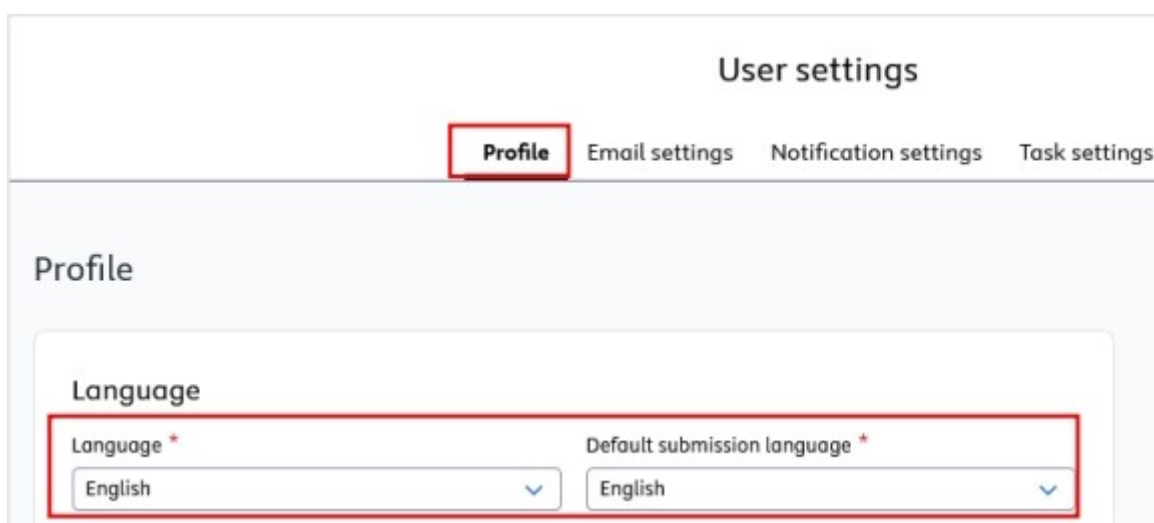 User settings
Profile Email settings Notification settings Task settings
Profile
Language
Language * Default submission language *
English English